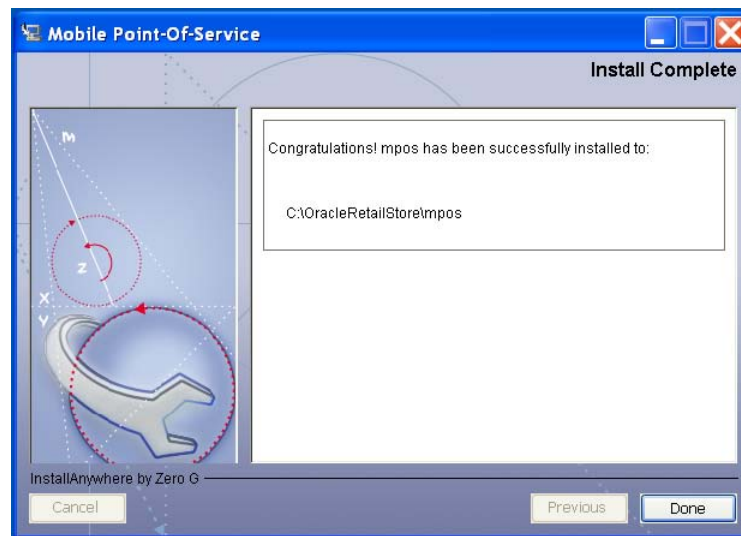 Mobile Point-Of-Service
Install Complete
M
Z
X
Y
Congratulations! mpos has been successfully installed to:
C:\OracleRetailStore\mpos
InstallAnywhere by Zero G
Cancel
Previous
Done